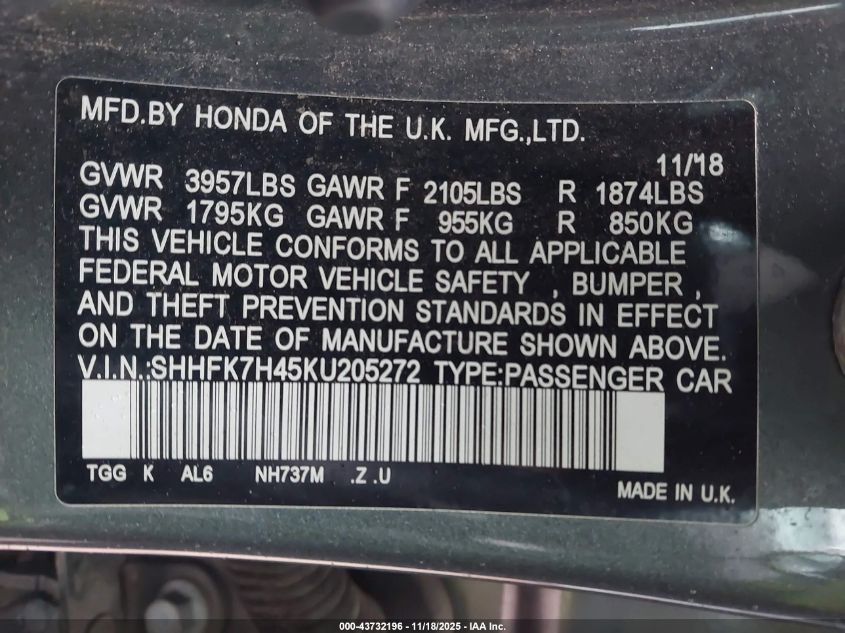 MFD.BY HONDA OF THE U.K. MFG.,LTD.
11/18
GVWR 3957LBS GAWR F 2105LBS R 1874LBS
GVWR 1795KG GAWR F 955KG R 850KG
THIS VEHICLE CONFORMS TO ALL APPLICABLE
FEDERAL MOTOR VEHICLE SAFETY , BUMPER ,
AND THEFT PREVENTION STANDARDS IN EFFECT
ON THE DATE OF MANUFACTURE SHOWN ABOVE.
V.I.N.:SHHFK7H45KU205272 TYPE:PASSENGER CAR
TGG K AL6 NH737M .Z .U
MADE IN U.K.
000-43732196 - 11/18/2025 - IAA Inc.